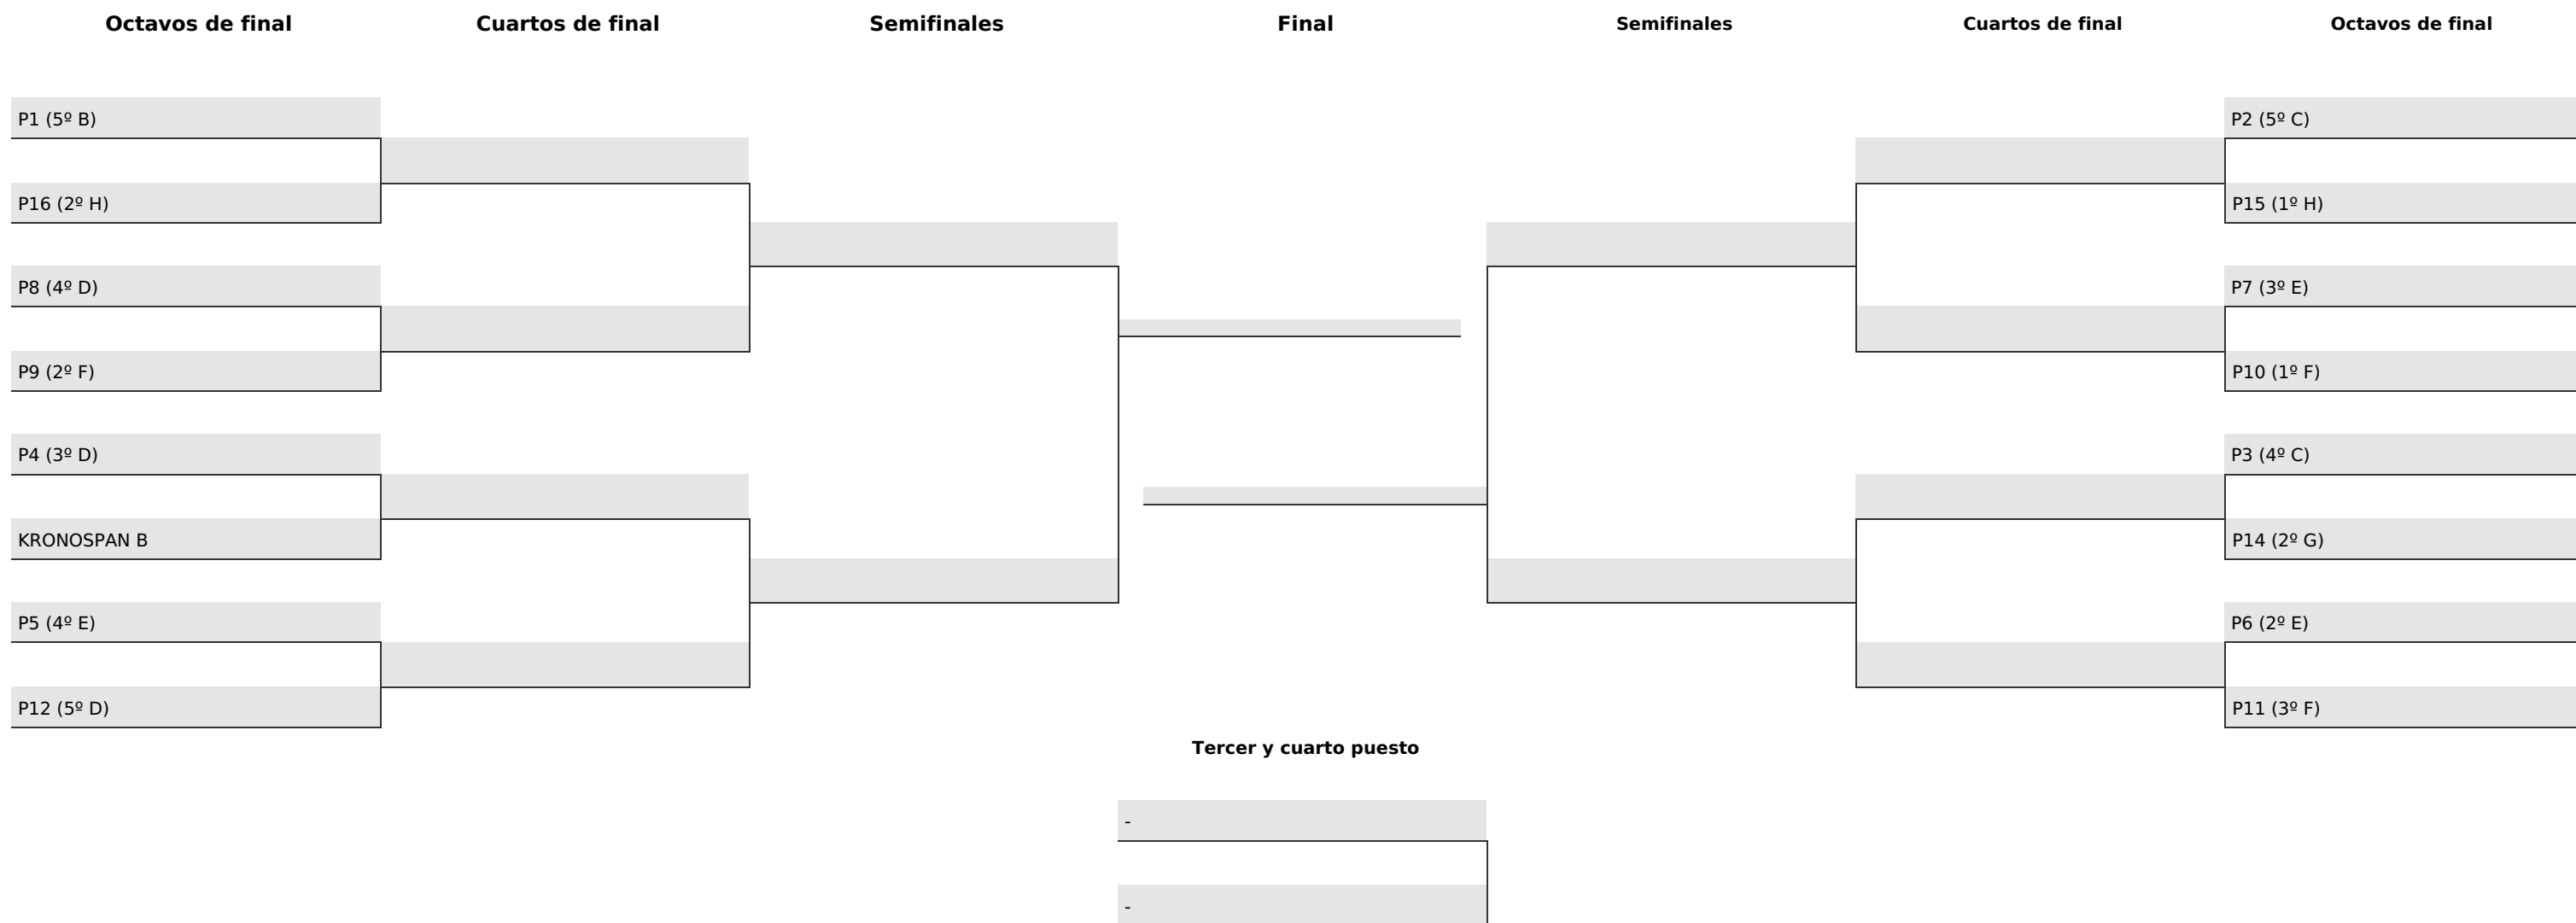 Octavos de final
Cuartos de final
Semifinales
Final
Semifinales
Cuartos de final
Octavos de final
P1 (5º B)
P16 (2º H)
P8 (4º D)
P9 (2º F)
P4 (3º D)
KRONOSPAN B
P5 (4º E)
P12 (5º D)
P2 (5º C)
P15 (1º H)
P7 (3º E)
P10 (1º F)
P3 (4º C)
P14 (2º G)
P6 (2º E)
P11 (3º F)
Tercer y cuarto puesto
-
-